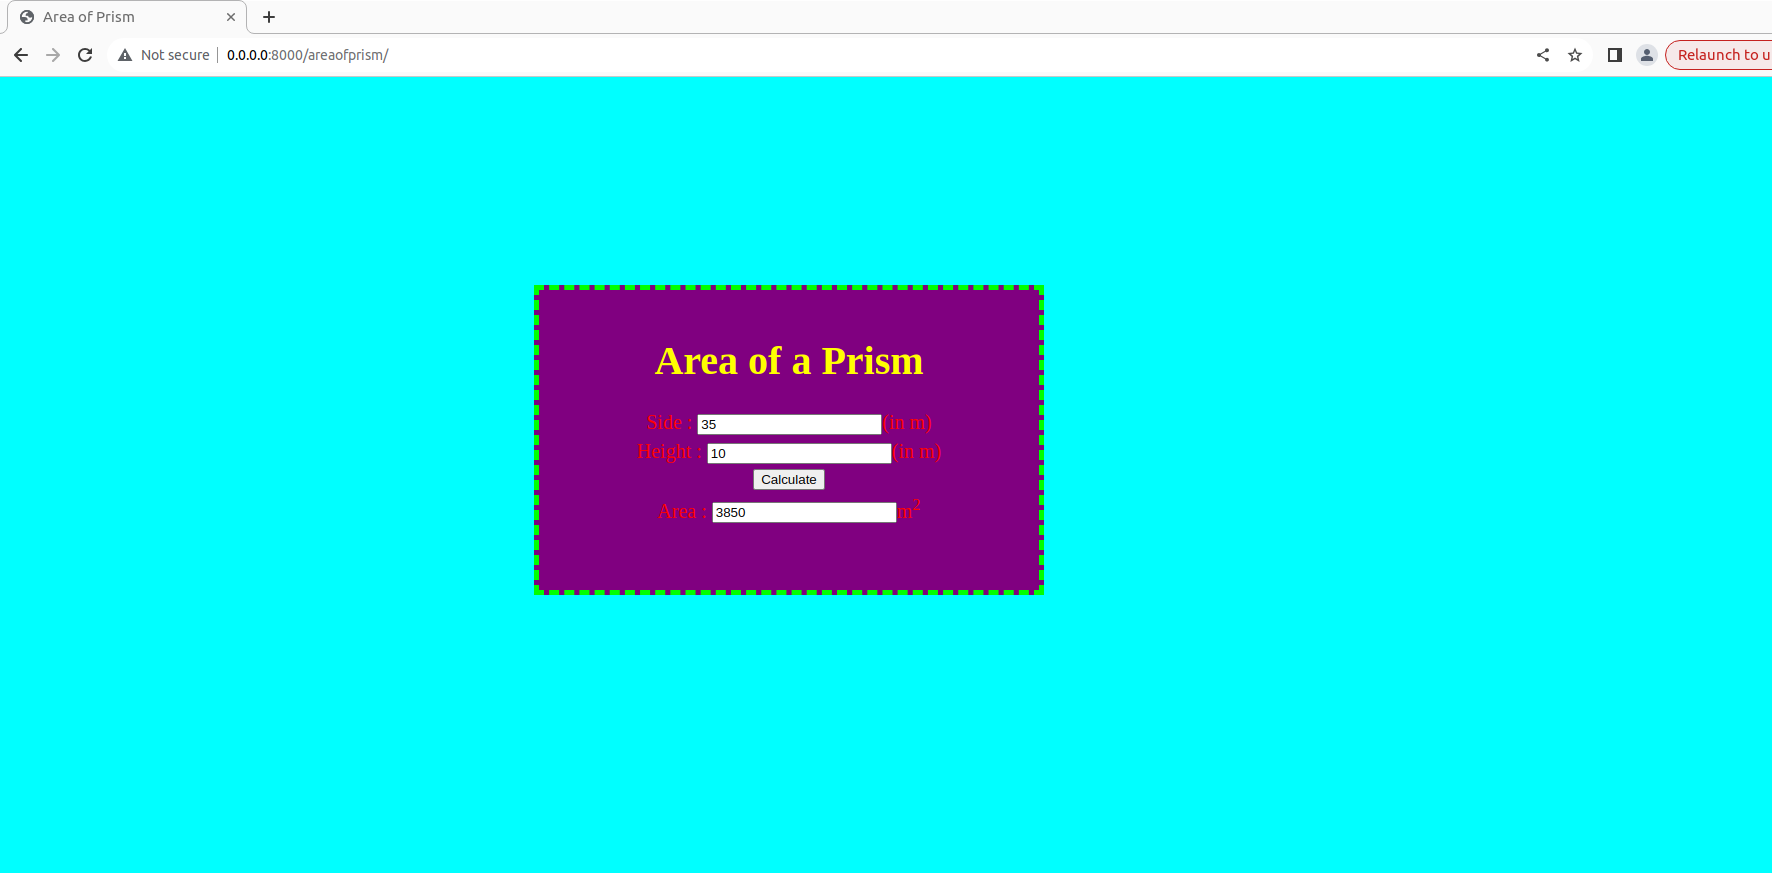 Area of Prism
Not secure 0.0.0.0:8000/areaofprism/ Relaunch to u
Area of a Prism
Side : 35 (in m)
Height : 10 (in m)
Calculate
Area : 3850 m²